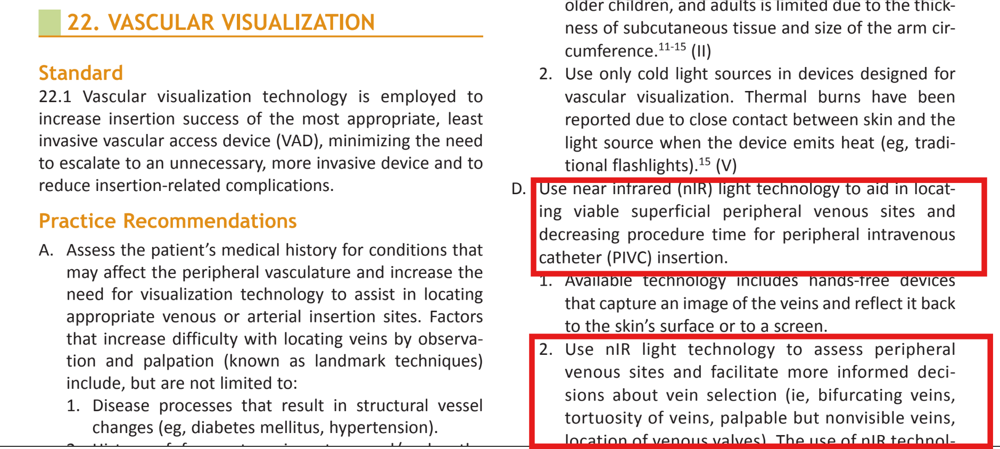 22. VASCULAR VISUALIZATION
Standard
22.1 Vascular visualization technology is employed to
increase insertion success of the most appropriate, least
invasive vascular access device (VAD), minimizing the need
to escalate to an unnecessary, more invasive device and to
reduce insertion-related complications.
Practice Recommendations
A. Assess the patient’s medical history for conditions that
may affect the peripheral vasculature and increase the
need for visualization technology to assist in locating
appropriate venous or arterial insertion sites. Factors
that increase difficulty with locating veins by observa-
tion and palpation (known as landmark techniques)
include, but are not limited to:
1. Disease processes that result in structural vessel
changes (eg, diabetes mellitus, hypertension).
older children, and adults is limited due to the thick-
ness of subcutaneous tissue and size of the arm cir-
cumference.11-15 (II)
2. Use only cold light sources in devices designed for
vascular visualization. Thermal burns have been
reported due to close contact between skin and the
light source when the device emits heat (eg, tradi-
tional flashlights).15 (V)
D. Use near infrared (nIR) light technology to aid in locat-
ing viable superficial peripheral venous sites and
decreasing procedure time for peripheral intravenous
catheter (PIVC) insertion.
1. Available technology includes hands-free devices
that capture an image of the veins and reflect it back
to the skin’s surface or to a screen.
2. Use nIR light technology to assess peripheral
venous sites and facilitate more informed deci-
sions about vein selection (ie, bifurcating veins,
tortuosity of veins, palpable but nonvisible veins,
location of venous valves). The use of nIR technol-